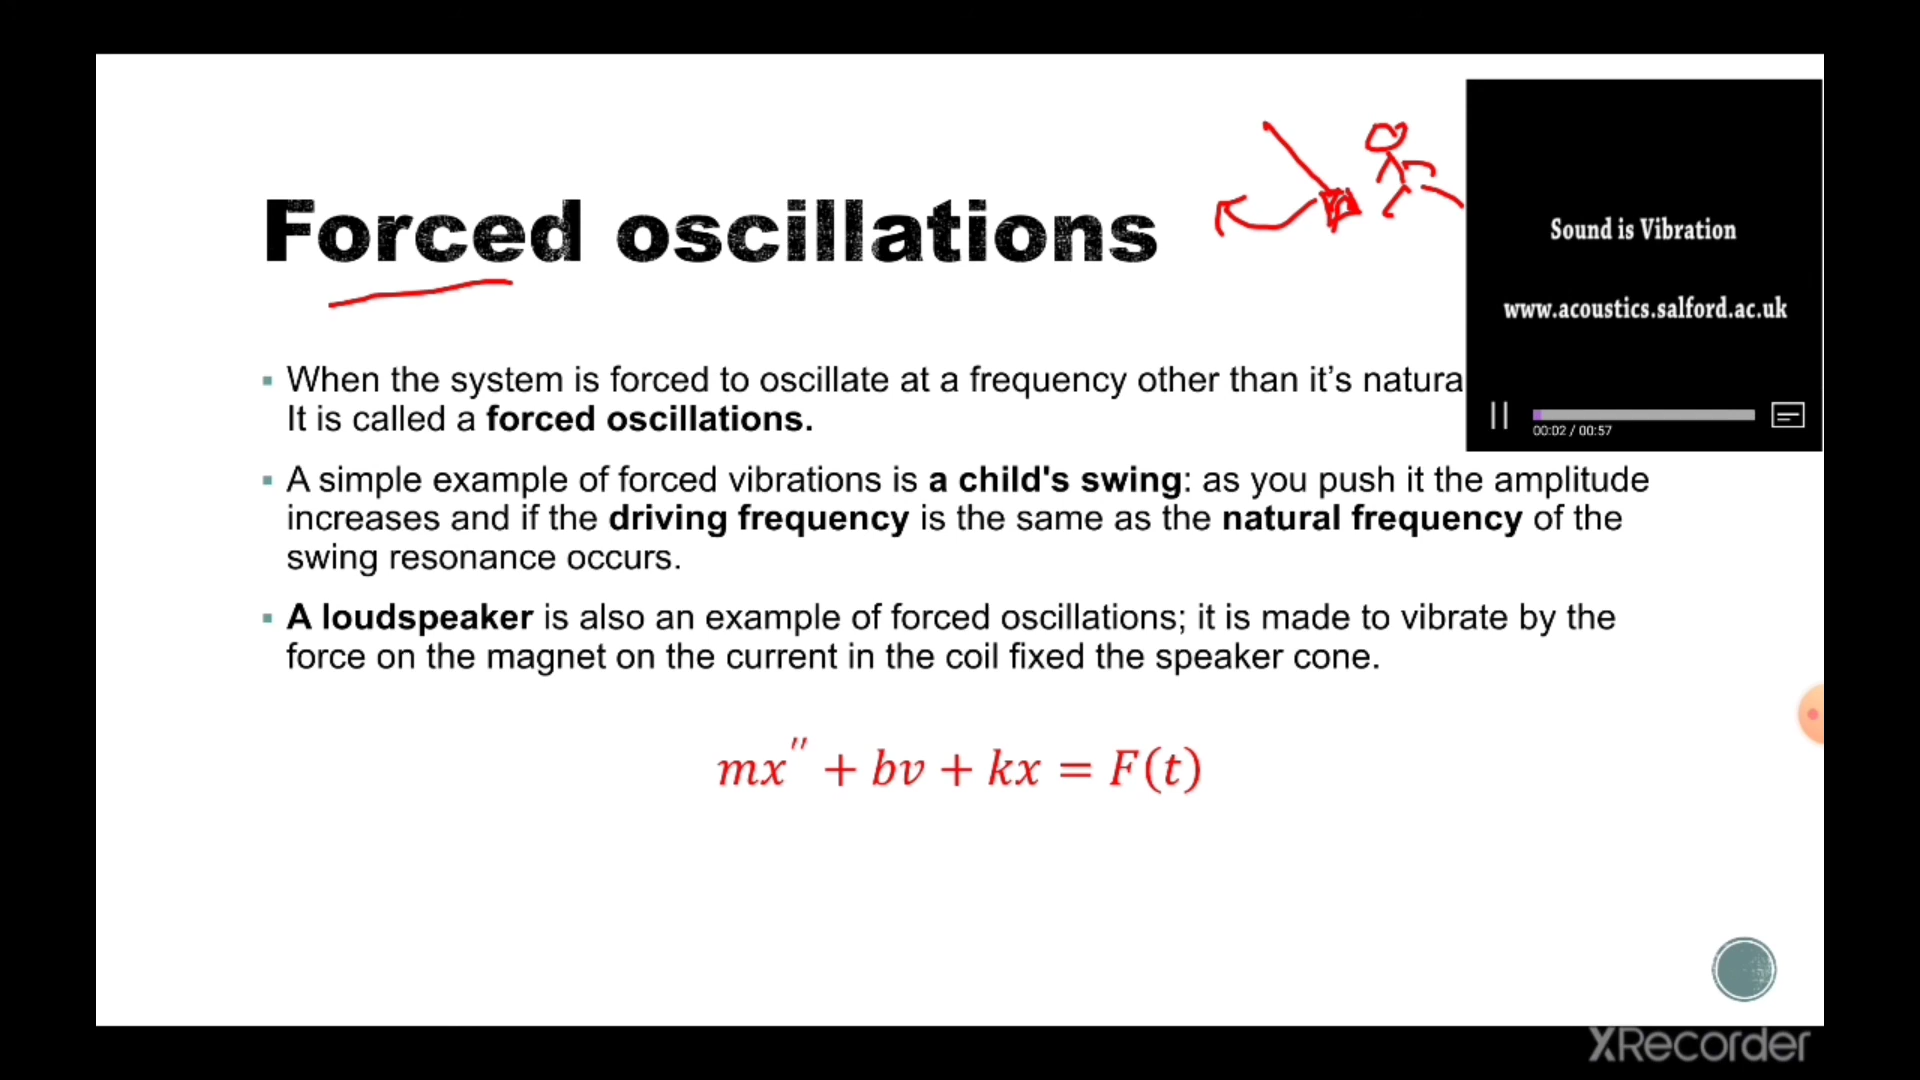 Forced oscillations
Sound is Vibration
www.acoustics.salford.ac.uk
00:02 / 00:57
▪ When the system is forced to oscillate at a frequency other than it’s natura
It is called a forced oscillations.
▪ A simple example of forced vibrations is a child's swing: as you push it the amplitude
increases and if the driving frequency is the same as the natural frequency of the
swing resonance occurs.
▪ A loudspeaker is also an example of forced oscillations; it is made to vibrate by the
force on the magnet on the current in the coil fixed the speaker cone.
mx'' + bv + kx = F(t)
XRecorder